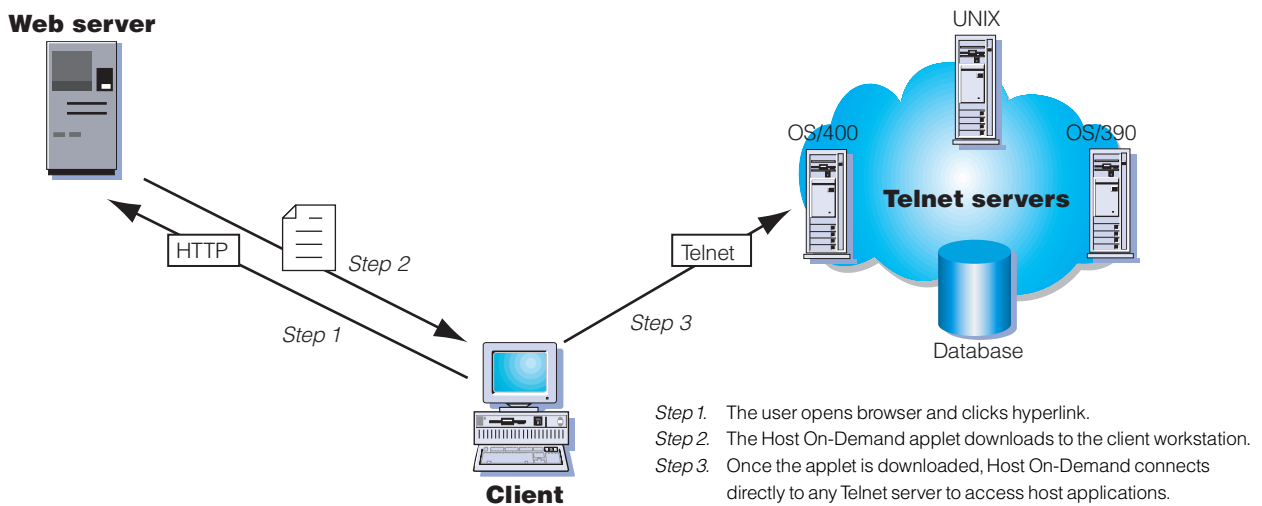 Web server
UNIX
OS/400
OS/390
Telnet servers
HTTP
Step 2
Telnet
Step 1
Step 3
Database
Client
Step 1. The user opens browser and clicks hyperlink.
Step 2. The Host On-Demand applet downloads to the client workstation.
Step 3. Once the applet is downloaded, Host On-Demand connects
directly to any Telnet server to access host applications.